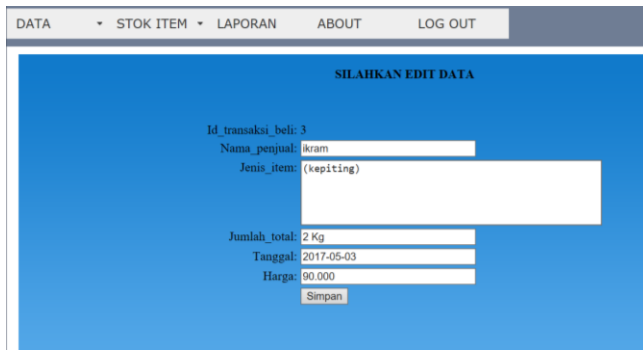 DATA STOK ITEM LAPORAN ABOUT LOG OUT
SILAHKAN EDIT DATA
Id_transaksi_beli: 3
Nama_penjual: ikram
Jenis_item: (kepiting)
Jumlah_total: 2 Kg
Tanggal: 2017-05-03
Harga: 90.000
Simpan